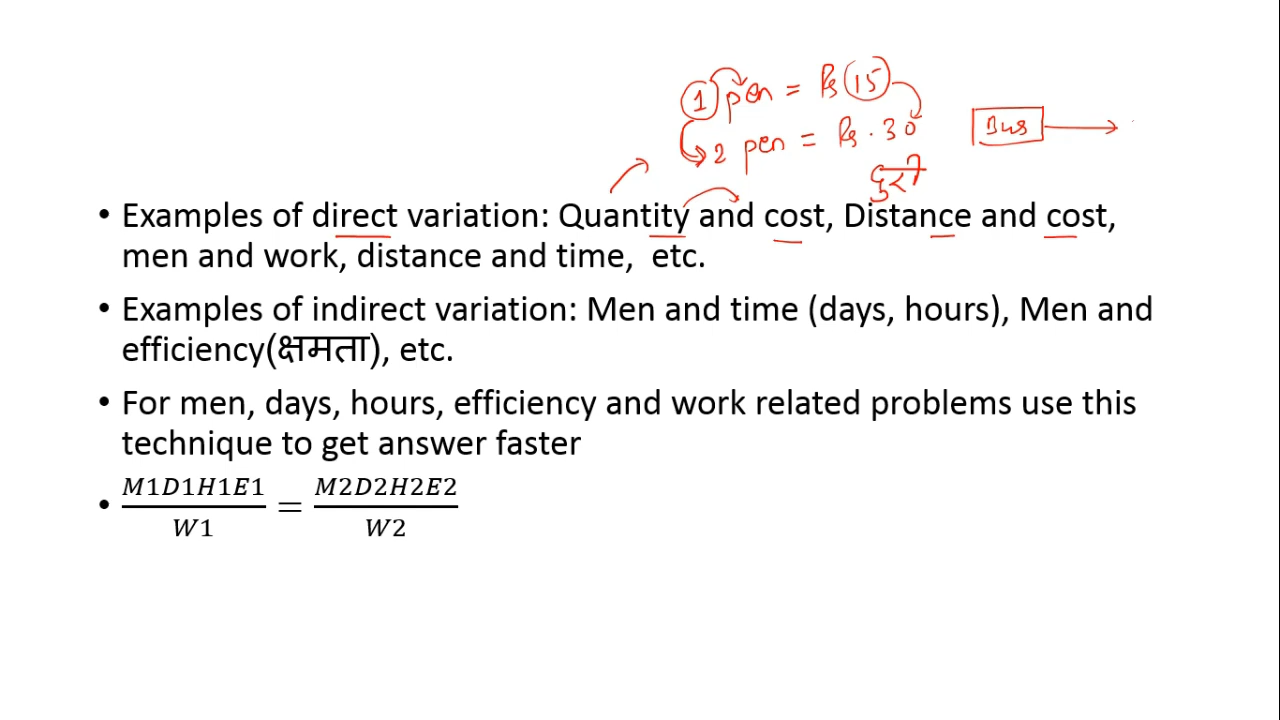 1 pen = Rs 15
2 pen = Rs. 30
Bus
दुरी
• Examples of direct variation: Quantity and cost, Distance and cost,
men and work, distance and time, etc.
• Examples of indirect variation: Men and time (days, hours), Men and
efficiency(क्षमता), etc.
• For men, days, hours, efficiency and work related problems use this
technique to get answer faster
• M1D1H1E1/W1 = M2D2H2E2/W2